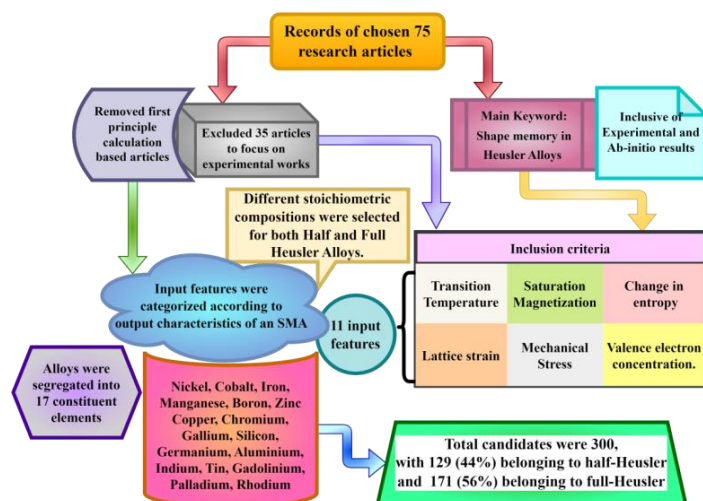 Records of chosen 75
research articles
Removed first
principle
calculation
based articles
Excluded 35 articles
to focus on
experimental works
Main Keyword:
Shape memory in
Heusler Alloys
Inclusive of
Experimental and
Ab-initio results
Different stoichiometric
compositions were selected
for both Half and Full
Heusler Alloys.
Input features were
categorized according to
output characteristics of an SMA
11 input
features
Inclusion criteria
Transition
Temperature
Saturation
Magnetization
Change in
entropy
Lattice strain
Mechanical
Stress
Valence electron
concentration.
Alloys were
segregated into
17 constituent
elements
Nickel, Cobalt, Iron,
Manganese, Boron, Zinc
Copper, Chromium,
Gallium, Silicon,
Germanium, Aluminium,
Indium, Tin, Gadolinium,
Palladium, Rhodium
Total candidates were 300,
with 129 (44%) belonging to half-Heusler
and 171 (56%) belonging to full-Heusler